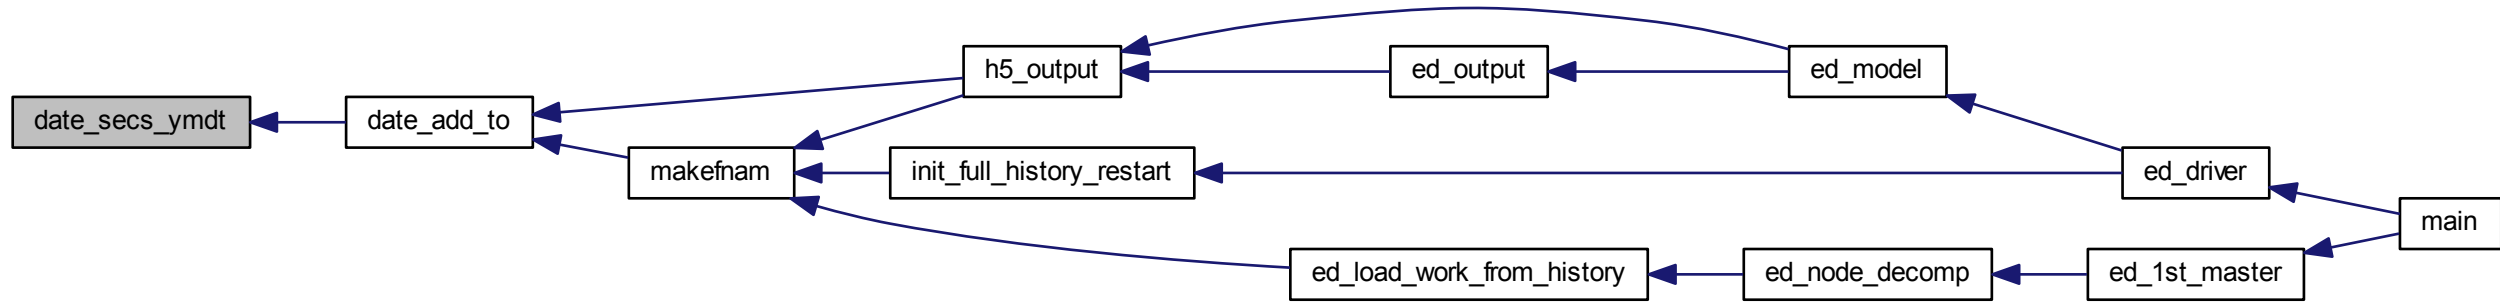 date_secs_ymdt
date_add_to
makefnam
h5_output
init_full_history_restart
ed_load_work_from_history
ed_output
ed_node_decomp
ed_model
ed_1st_master
ed_driver
main